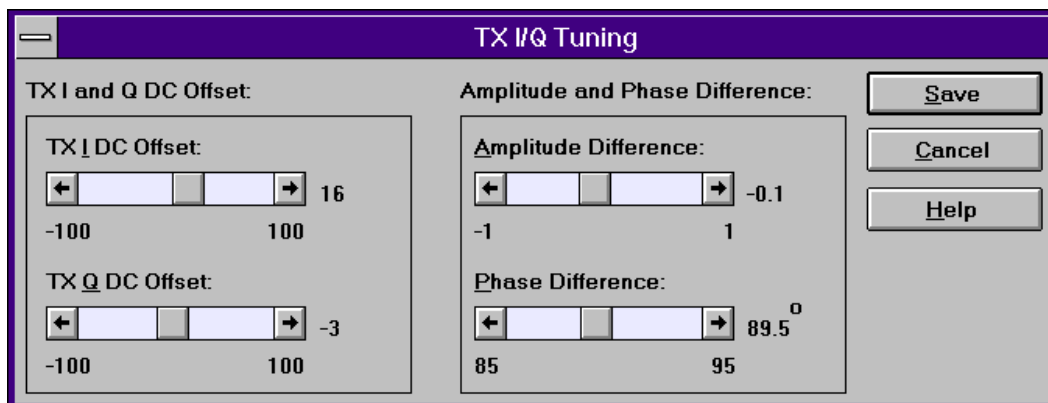 TX I/Q Tuning
TX I and Q DC Offset:
TX I DC Offset:
16
-100 100
TX Q DC Offset:
-3
-100 100
Amplitude and Phase Difference:
Amplitude Difference:
-0.1
-1 1
Phase Difference:
89.5°
85 95
Save
Cancel
Help